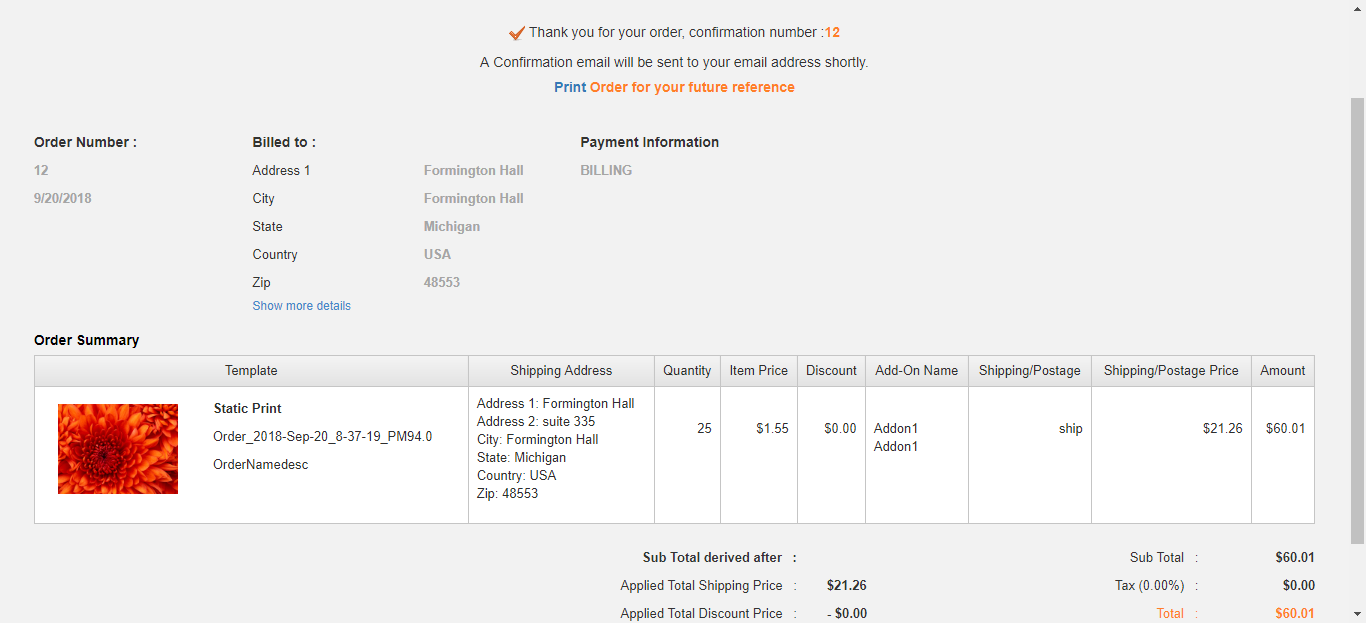 Thank you for your order, confirmation number :12
A Confirmation email will be sent to your email address shortly.
Print Order for your future reference
Order Number :
12
9/20/2018
Billed to :
Address 1 Formington Hall
City Formington Hall
State Michigan
Country USA
Zip 48553
Show more details
Payment Information
BILLING
Order Summary
Template Shipping Address Quantity Item Price Discount Add-On Name Shipping/Postage Shipping/Postage Price Amount
Static Print
Order_2018-Sep-20_8-37-19_PM94.0
OrderNamedesc
Address 1: Formington Hall
Address 2: suite 335
City: Formington Hall
State: Michigan
Country: USA
Zip: 48553
25 $1.55 $0.00 Addon1 ship $21.26 $60.01
Addon1
Sub Total derived after :
Applied Total Shipping Price : $21.26
Applied Total Discount Price : - $0.00
Sub Total : $60.01
Tax (0.00%) : $0.00
Total : $60.01